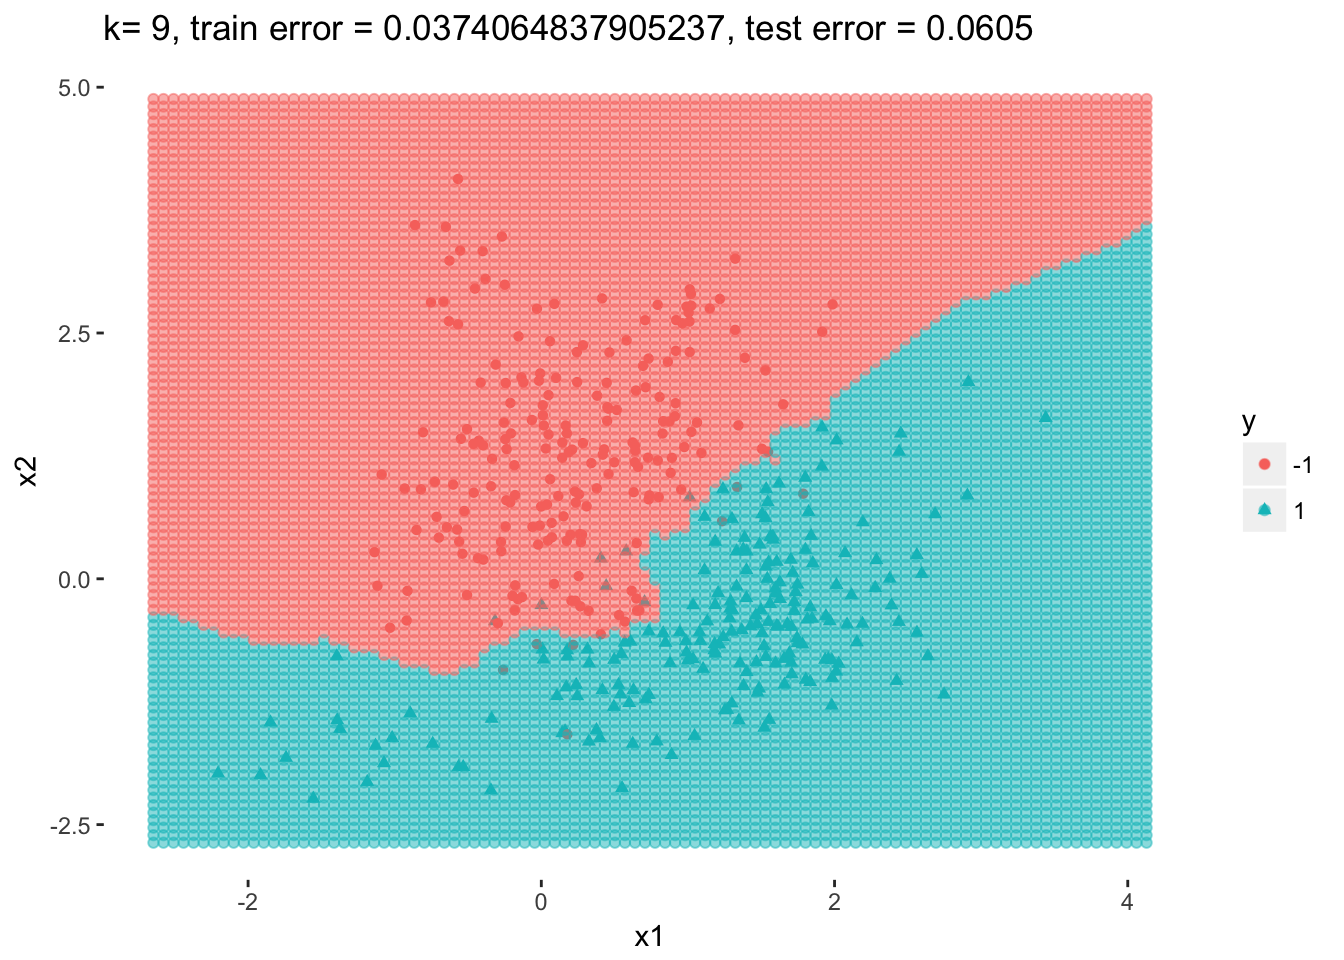 k= 9, train error = 0.0374064837905237, test error = 0.0605
5.0
2.5
0.0
-2.5
x2
-2
0
2
4
x1
y
-1
1